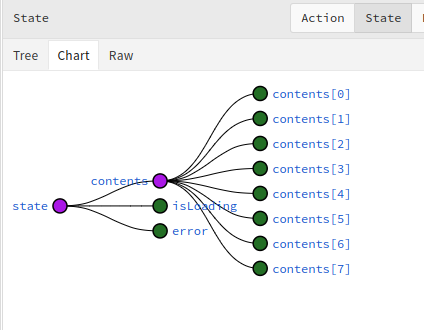 State
Action
State
Tree
Chart
Raw
contents[0]
contents[1]
contents[2]
contents[3]
contents[4]
contents[5]
contents[6]
contents[7]
contents
state
isLoading
error